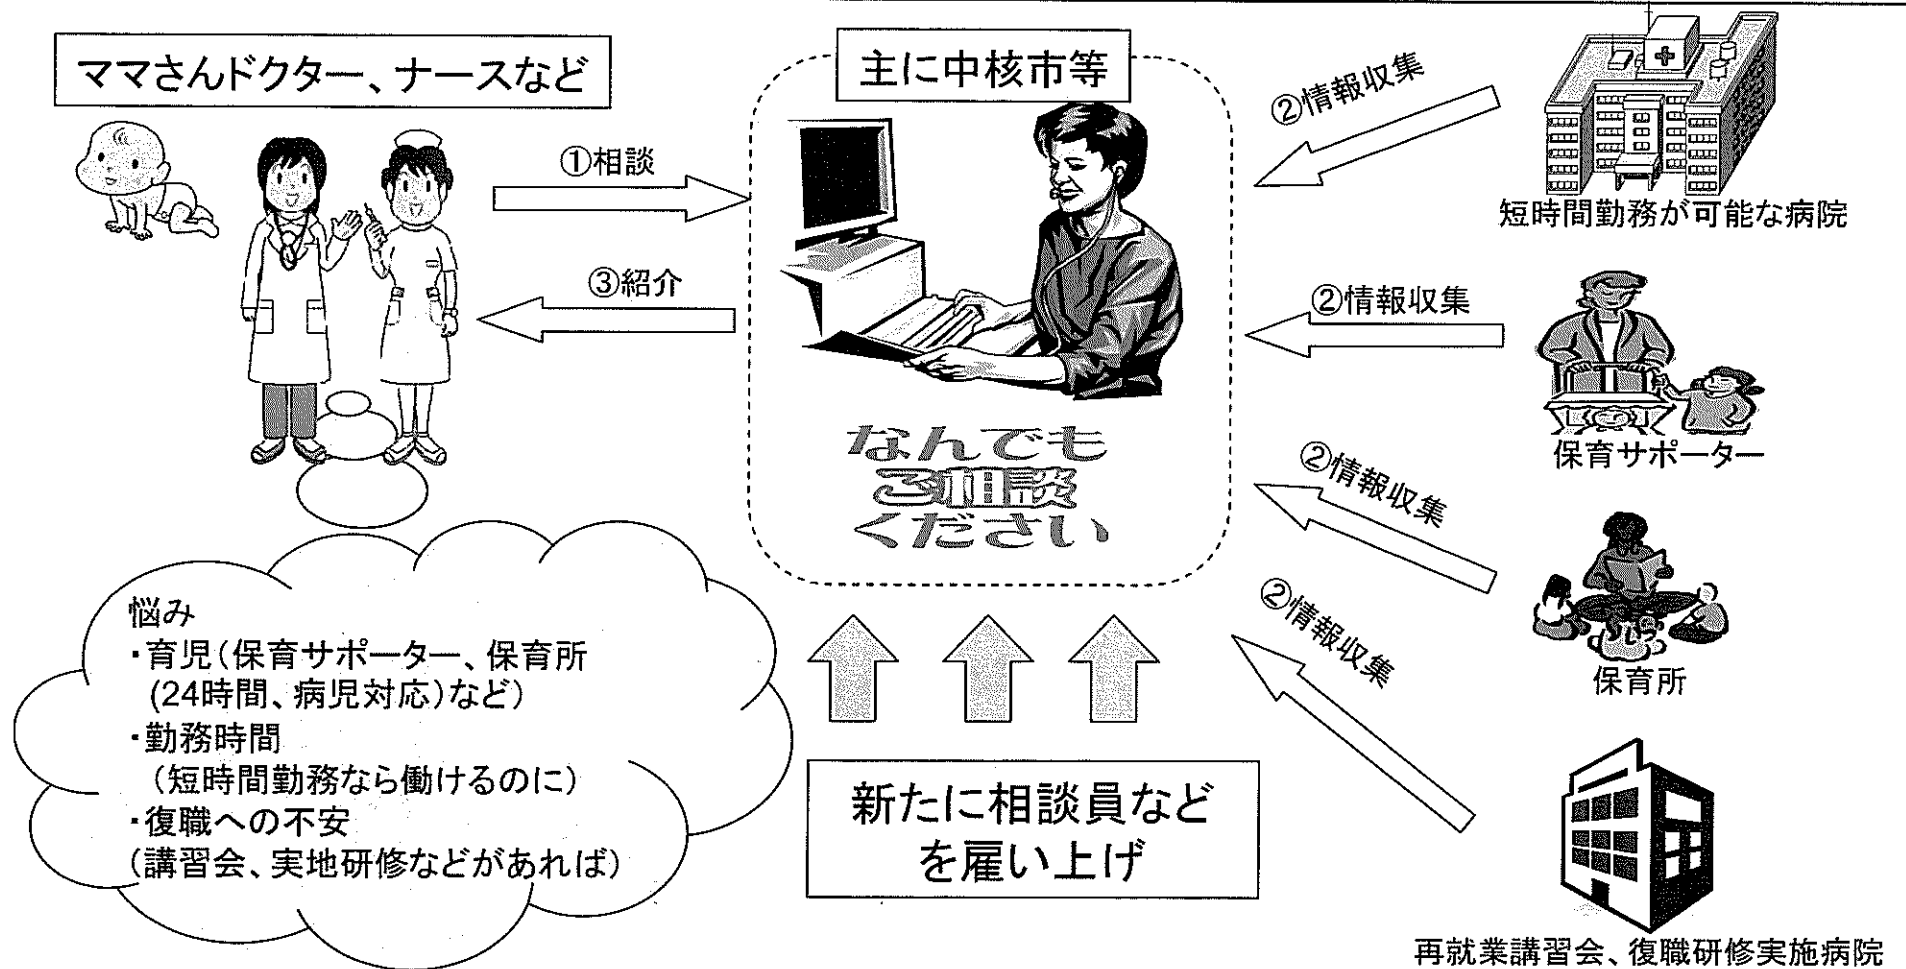 ママさんドクター、ナースなど
主に中核市等
①相談
③紹介
なんでも
ご相談
ください
②情報収集
短時間勤務が可能な病院
②情報収集
保育サポーター
②情報収集
保育所
②情報収集
再就業講習会、復職研修実施病院
悩み
・育児(保育サポーター、保育所
(24時間、病児対応)など)
・勤務時間
(短時間勤務なら働けるのに)
・復職への不安
(講習会、実地研修などがあれば)
新たに相談員など
を雇い上げ